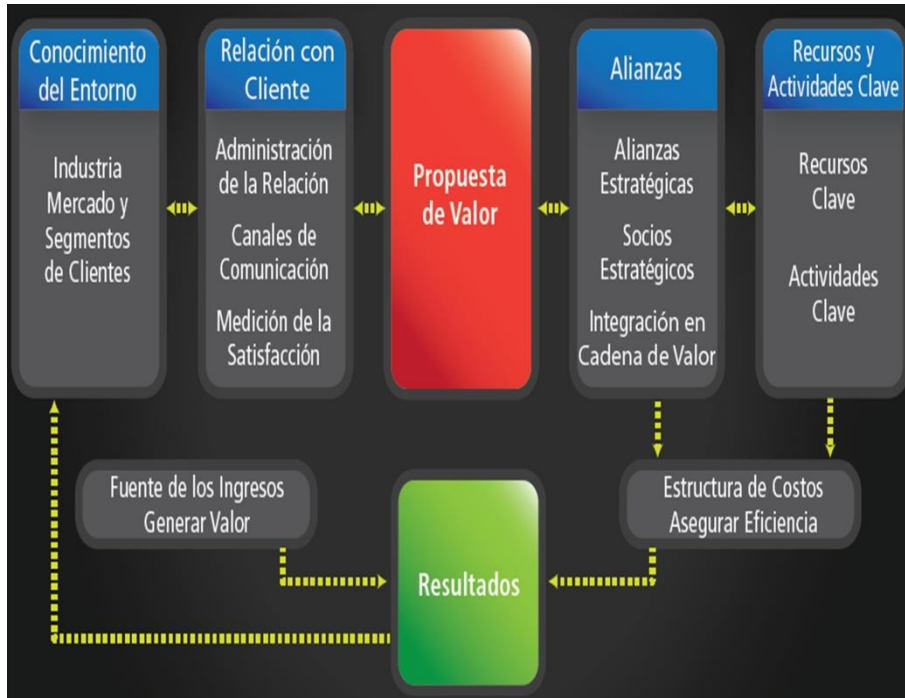 Conocimiento
del Entorno
Industria
Mercado y
Segmentos
de Clientes
Relación con
Cliente
Administración
de la Relación
Canales de
Comunicación
Medición de la
Satisfacción
Propuesta
de Valor
Alianzas
Alianzas
Estratégicas
Socios
Estratégicos
Integración en
Cadena de Valor
Recursos y
Actividades Clave
Recursos
Clave
Actividades
Clave
Fuente de los Ingresos
Generar Valor
Resultados
Estructura de Costos
Asegurar Eficiencia